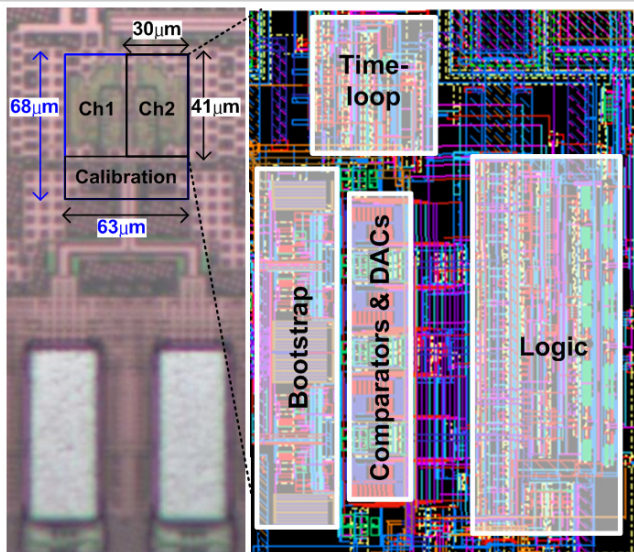 30μm
68μm
Ch1
Ch2
41μm
Calibration
63μm
Time-
loop
Bootstrap
Comparators & DACs
Logic